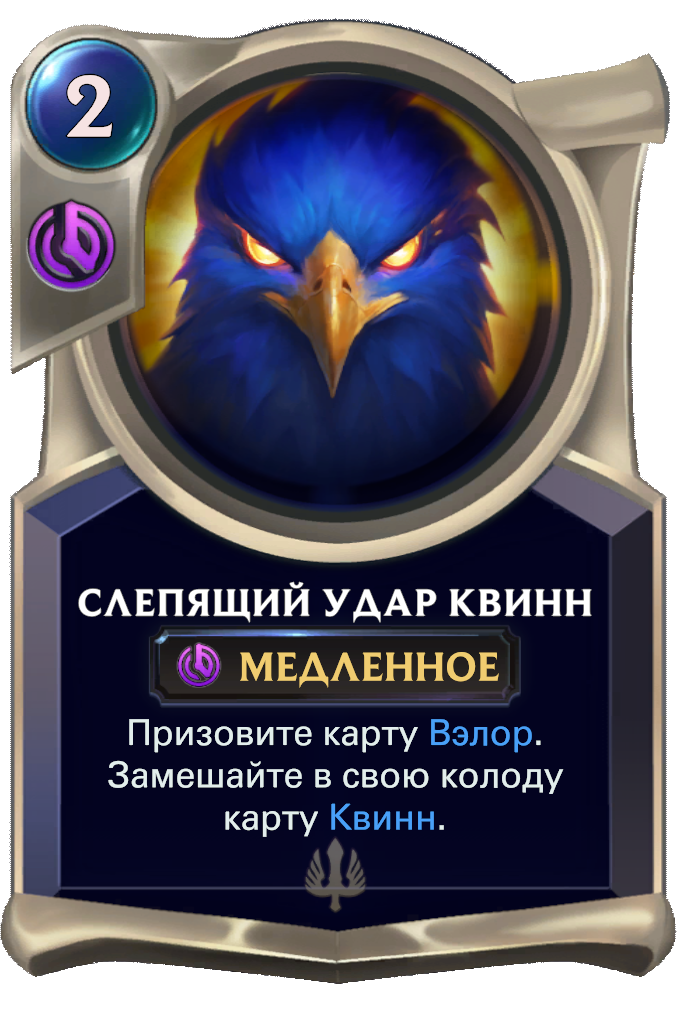 2
СЛЕПЯЩИЙ УДАР КВИНН
МЕДЛЕННОЕ
Призовите карту Вэлор.
Замешайте в свою колоду
карту Квинн.